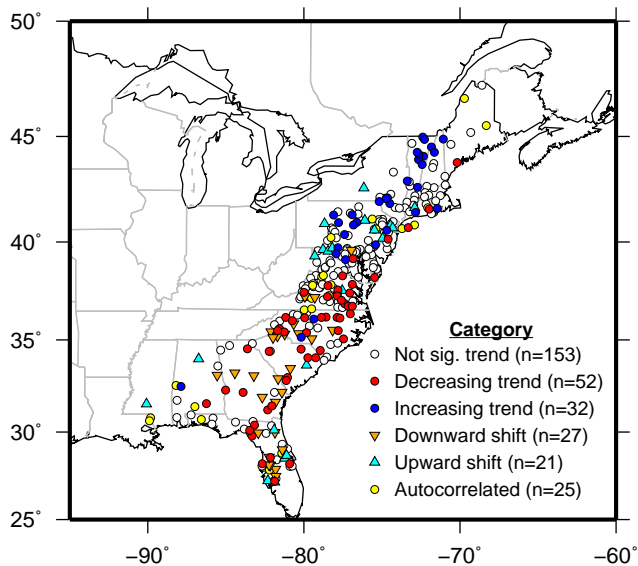 50˚
45˚
40˚
35˚
30˚
25˚
−90˚
−80˚
−70˚
−60˚
Category
Not sig. trend (n=153)
Decreasing trend (n=52)
Increasing trend (n=32)
Downward shift (n=27)
Upward shift (n=21)
Autocorrelated (n=25)